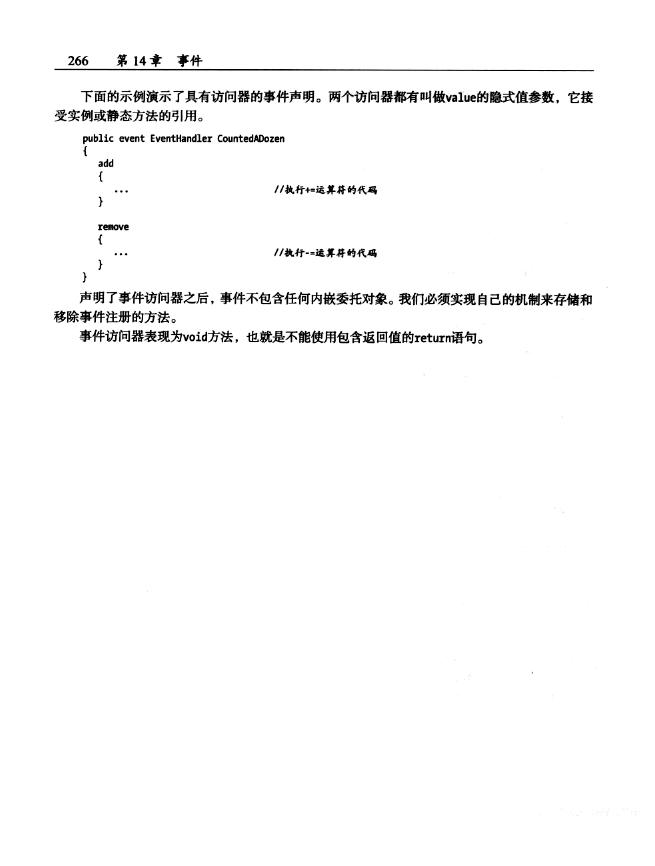 266 第14章 事件
下面的示例演示了具有访问器的事件声明。两个访问器都有叫做value的隐式值参数，它接
受实例或静态方法的引用。
public event EventHandler CountedADozen
{
add
{
... //执行+=运算符的代码
}
remove
{
... //执行-=运算符的代码
}
}
声明了事件访问器之后，事件不包含任何内嵌委托对象。我们必须实现自己的机制来存储和
移除事件注册的方法。
事件访问器表现为void方法，也就是不能使用包含返回值的return语句。